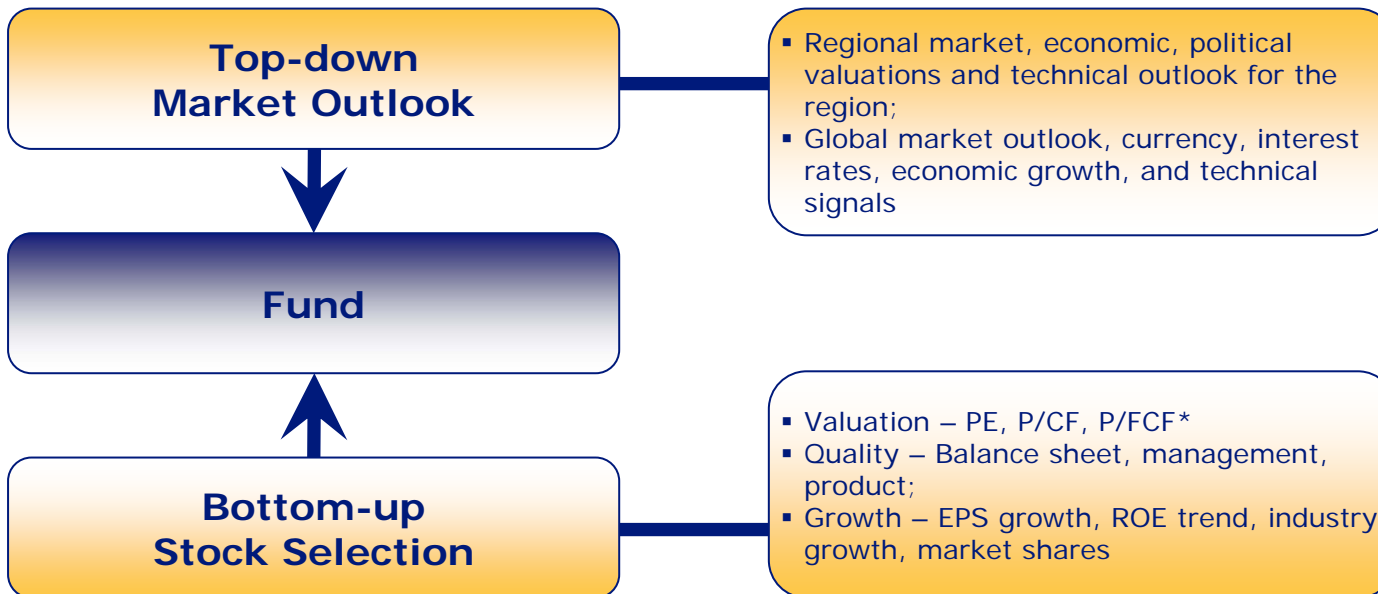 Top-down
Market Outlook
▪ Regional market, economic, political
valuations and technical outlook for the
region;
▪ Global market outlook, currency, interest
rates, economic growth, and technical
signals
Fund
Bottom-up
Stock Selection
▪ Valuation – PE, P/CF, P/FCF*
▪ Quality – Balance sheet, management,
product;
▪ Growth – EPS growth, ROE trend, industry
growth, market shares